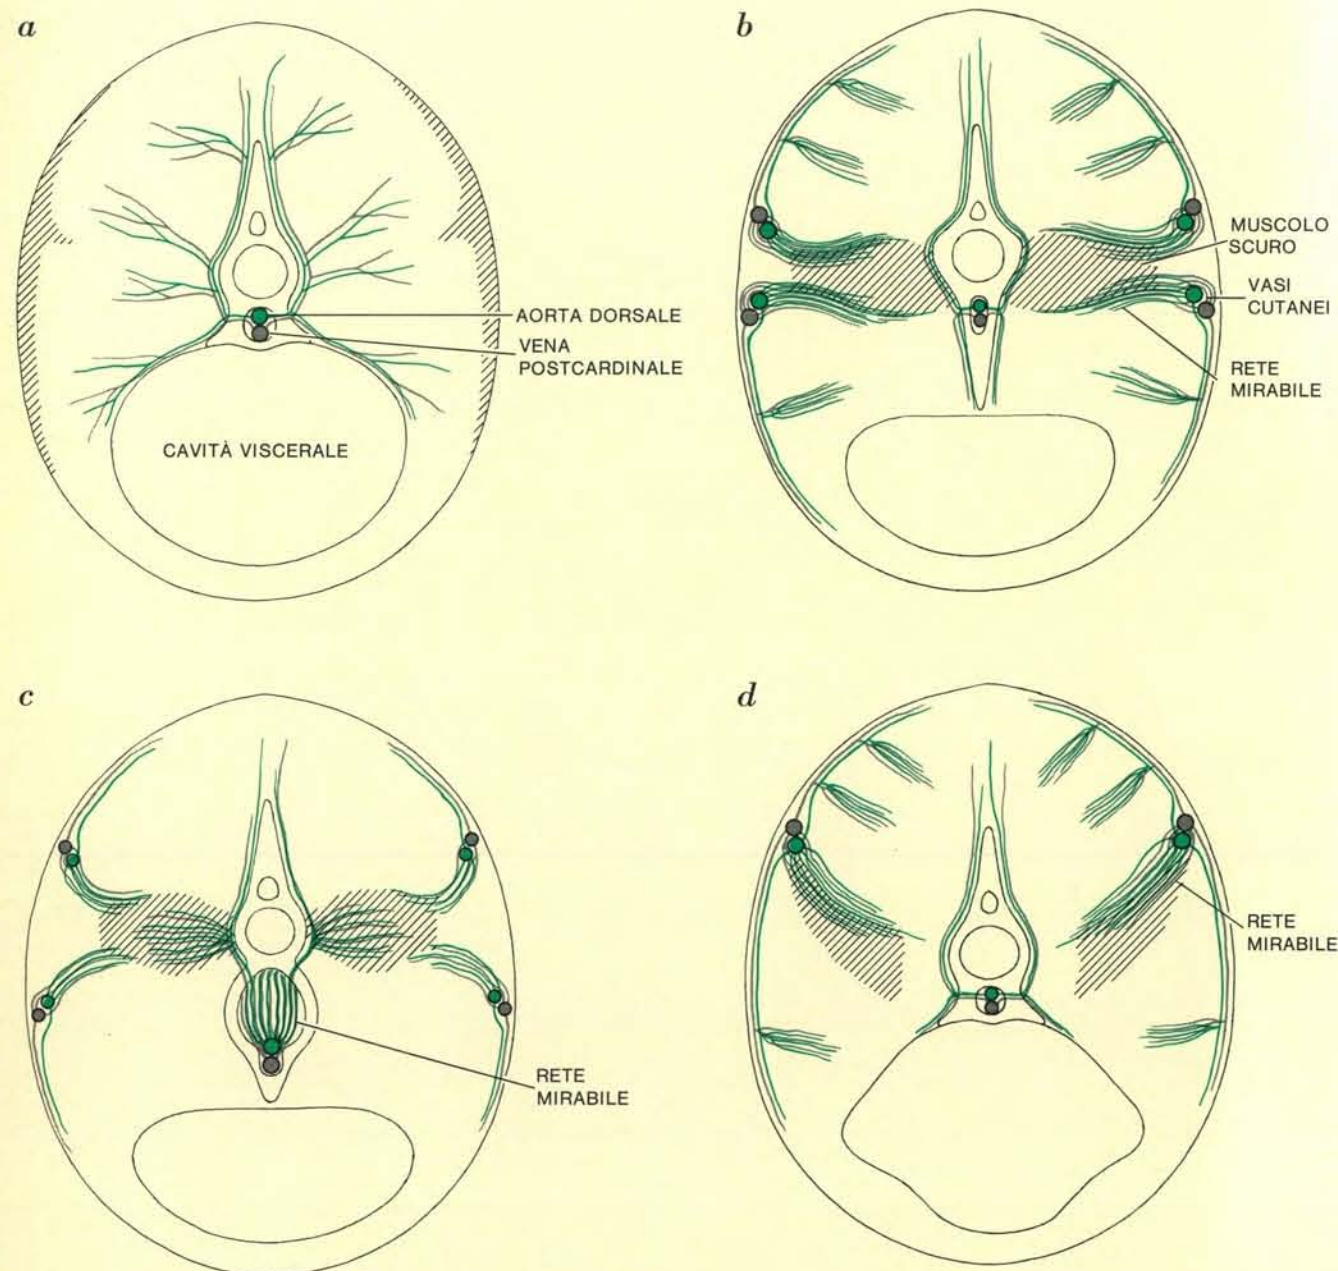 a
AORTA DORSALE
VENA
POSTCARDINALE
CAVITÀ VISCERALE
b
MUSCOLO
SCURO
VASI
CUTANEI
RETE
MIRABILE
c
RETE
MIRABILE
d
RETE
MIRABILE